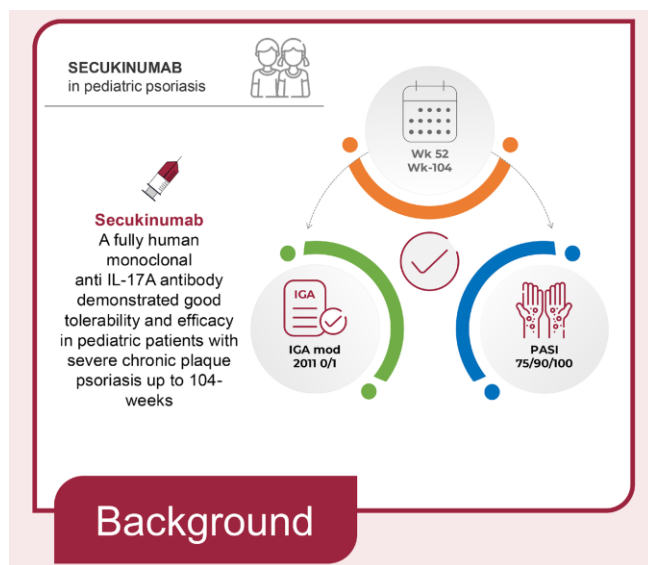 SECUKINUMAB
in pediatric psoriasis
Wk 52
Wk-104
Secukinumab
A fully human
monoclonal
anti IL-17A antibody
demonstrated good
tolerability and efficacy
in pediatric patients with
severe chronic plaque
psoriasis up to 104-
weeks
IGA
IGA mod
2011 0/1
PASI
75/90/100
Background